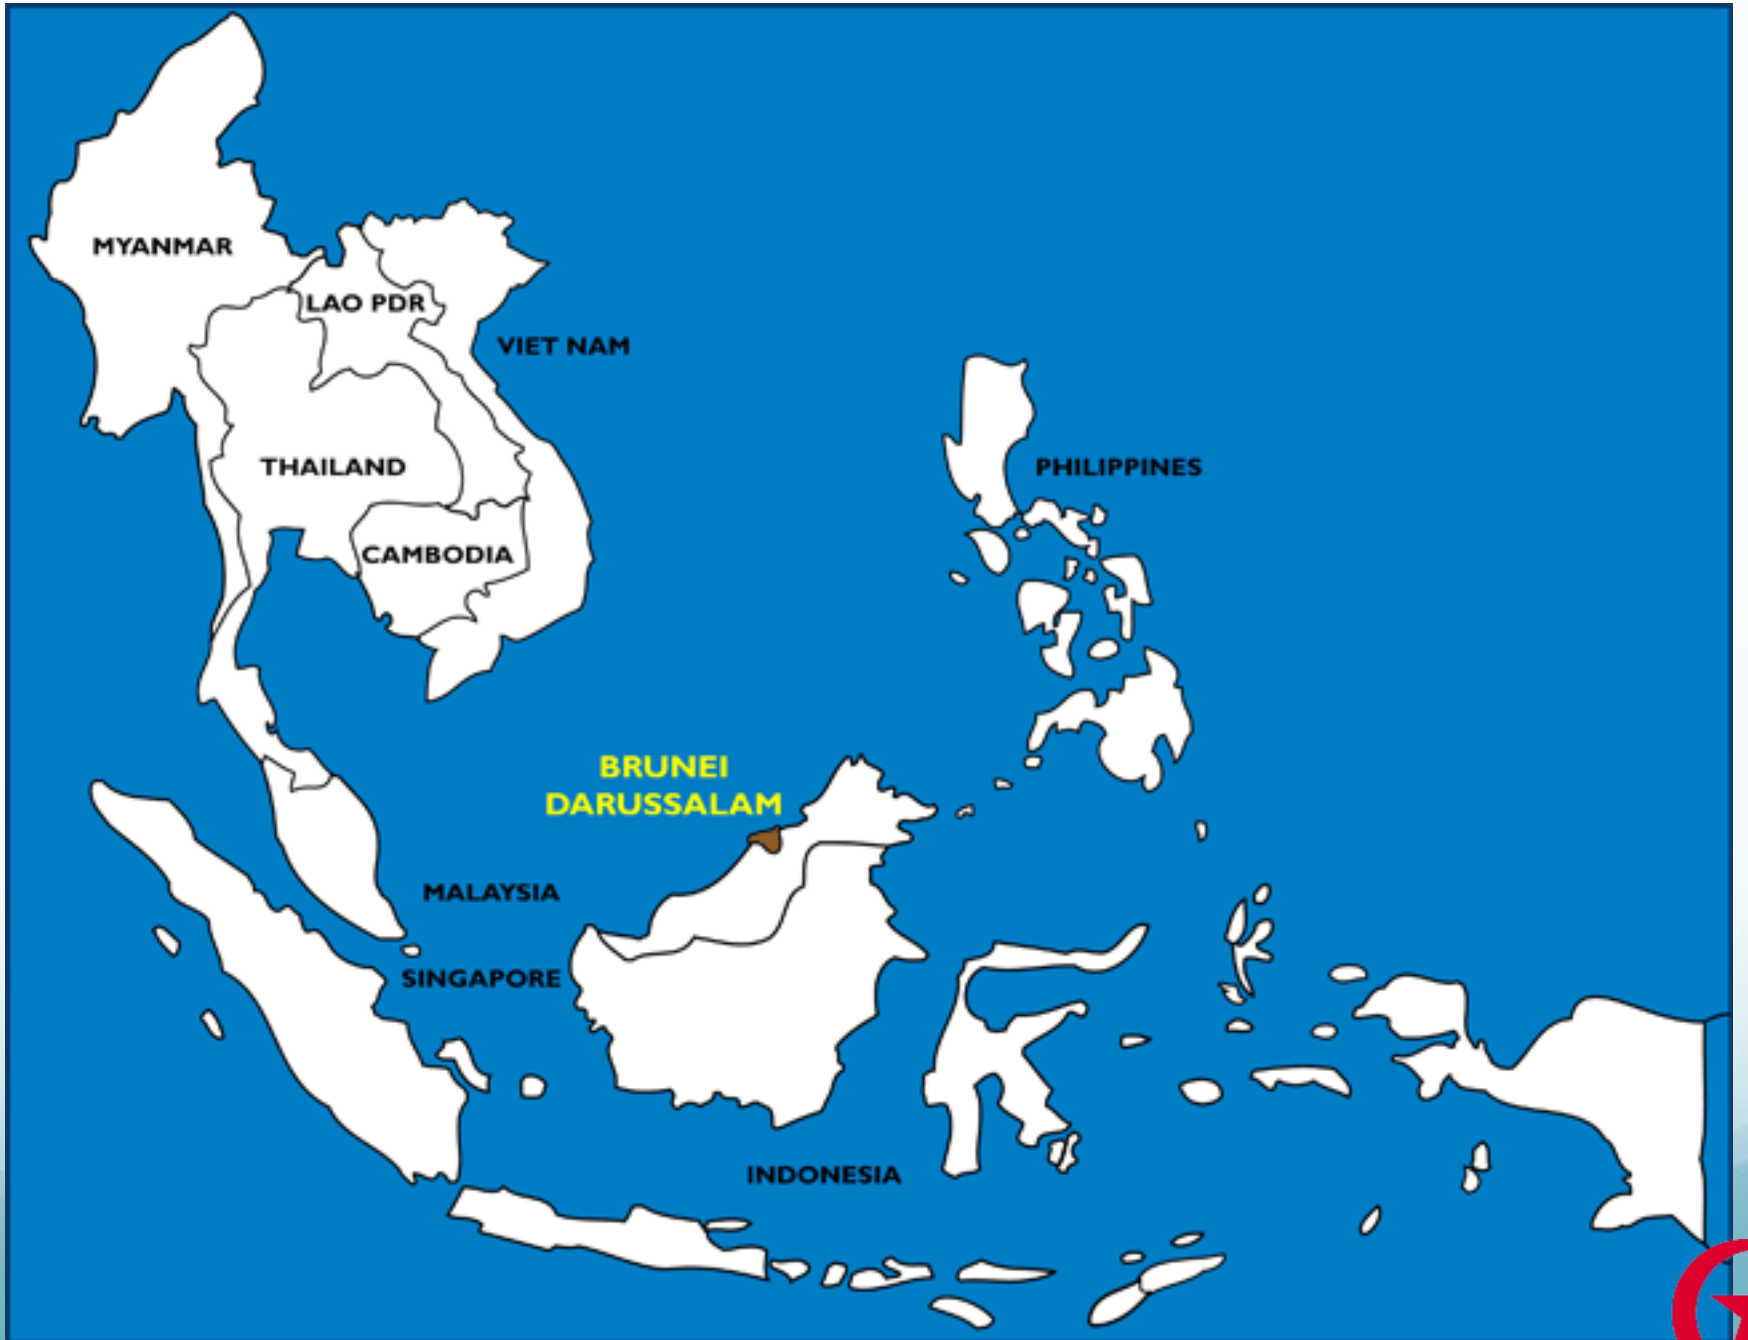 MYANMAR
LAO PDR
VIET NAM
THAILAND
PHILIPPINES
CAMBODIA
BRUNEI
DARUSSALAM
MALAYSIA
SINGAPORE
INDONESIA